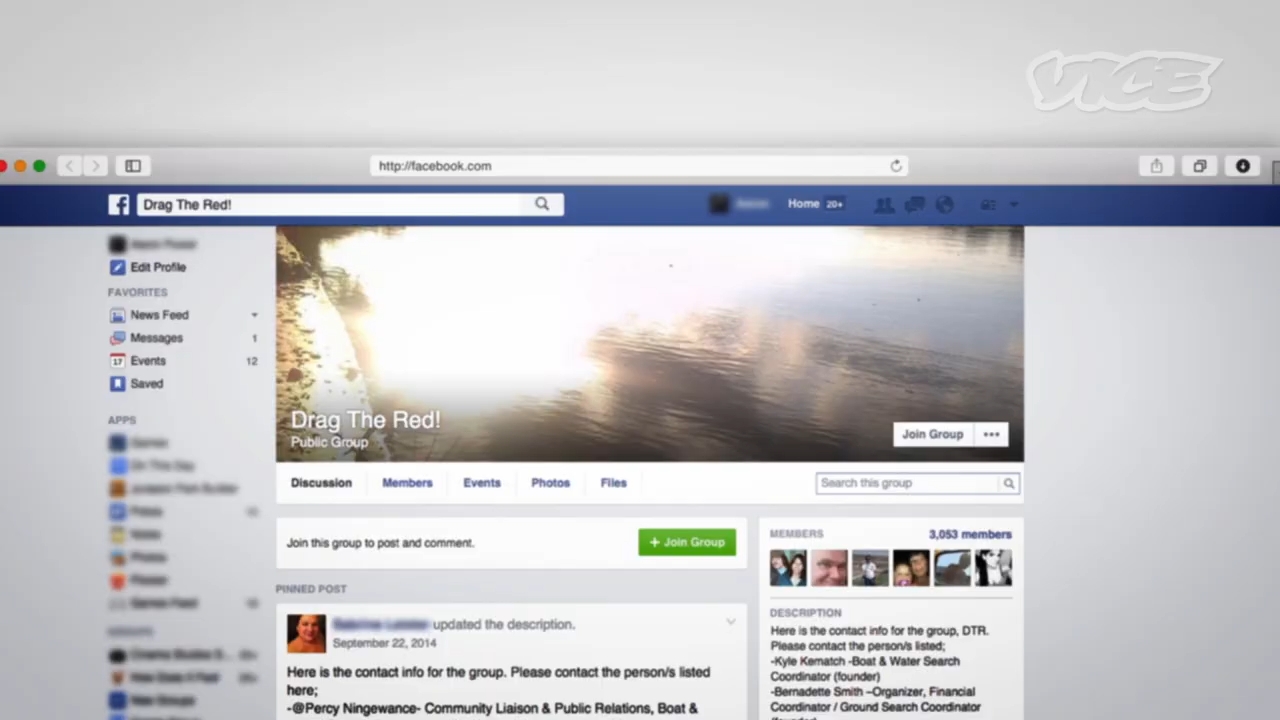 VICE
http://facebook.com
Drag The Red!
Home 20+
Edit Profile
FAVORITES
News Feed
Messages 1
Events 12
Saved
APPS
Drag The Red!
Public Group
Join Group
Discussion Members Events Photos Files
Search this group
Join this group to post and comment.
+ Join Group
PINNED POST
updated the description.
September 22, 2014
Here is the contact info for the group. Please contact the person/s listed
here;
-@Percy Ningewance- Community Liaison & Public Relations, Boat &
MEMBERS 3,053 members
DESCRIPTION
Here is the contact info for the group, DTR.
Please contact the person/s listed;
-Kyle Kematch -Boat & Water Search
Coordinator (founder)
-Bernadette Smith –Organizer, Financial
Coordinator / Ground Search Coordinator